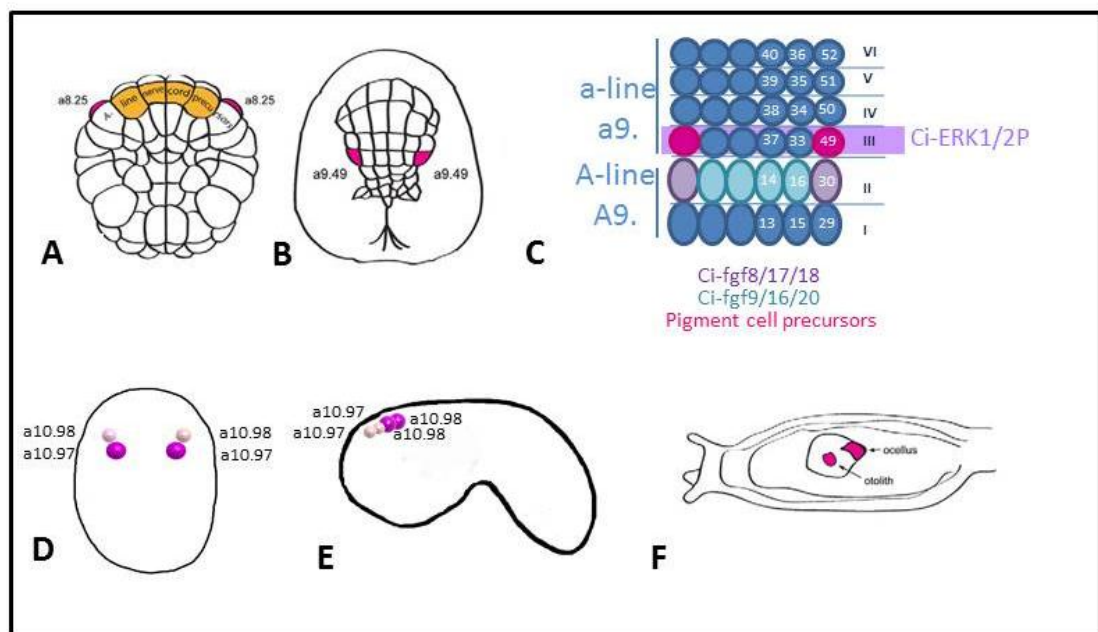 a8.25
A-
line
nerve
cord
precursors
a8.25
A
a9.49
a9.49
B
a-line
a9.
A-line
A9.
40 36 52 VI
39 35 51 V
38 34 50 IV
37 33 49 III
14 16 30 II
13 15 29 I
Ci-ERK1/2P
C
Ci-fgf8/17/18
Ci-fgf9/16/20
Pigment cell precursors
a10.98
a10.97
a10.98
a10.97
D
a10.97
a10.97
a10.98
a10.98
E
ocellus
otolith
F